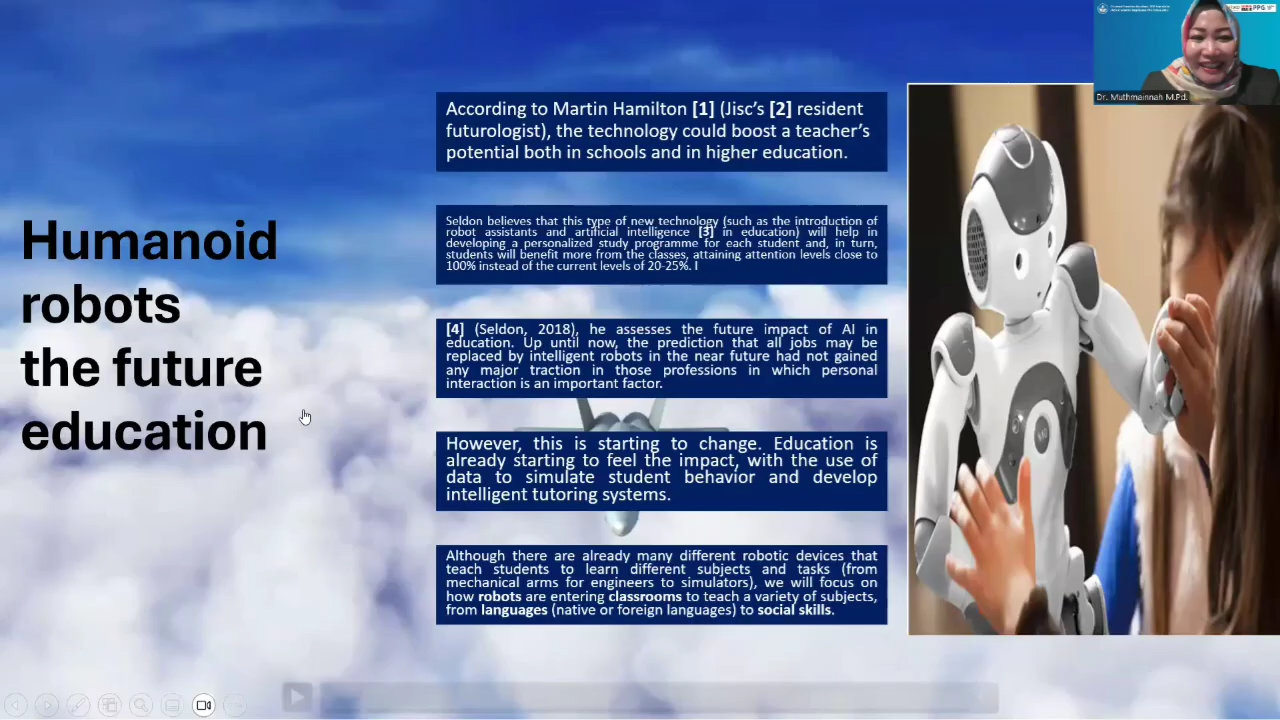 PPG
Dr. Muthmainnah M.Pd.
Humanoid
robots
the future
education
According to Martin Hamilton [1] (Jisc’s [2] resident
futurologist), the technology could boost a teacher’s
potential both in schools and in higher education.
Seldon believes that this type of new technology (such as the introduction of
robot assistants and artificial intelligence [3] in education) will help in
developing a personalized study programme for each student and, in turn,
students will benefit more from the classes, attaining attention levels close to
100% instead of the current levels of 20-25%. I
[4] (Seldon, 2018), he assesses the future impact of AI in
education. Up until now, the prediction that all jobs may be
replaced by intelligent robots in the near future had not gained
any major traction in those professions in which personal
interaction is an important factor.
However, this is starting to change. Education is
already starting to feel the impact, with the use of
data to simulate student behavior and develop
intelligent tutoring systems.
Although there are already many different robotic devices that
teach students to learn different subjects and tasks (from
mechanical arms for engineers to simulators), we will focus on
how robots are entering classrooms to teach a variety of subjects,
from languages (native or foreign languages) to social skills.